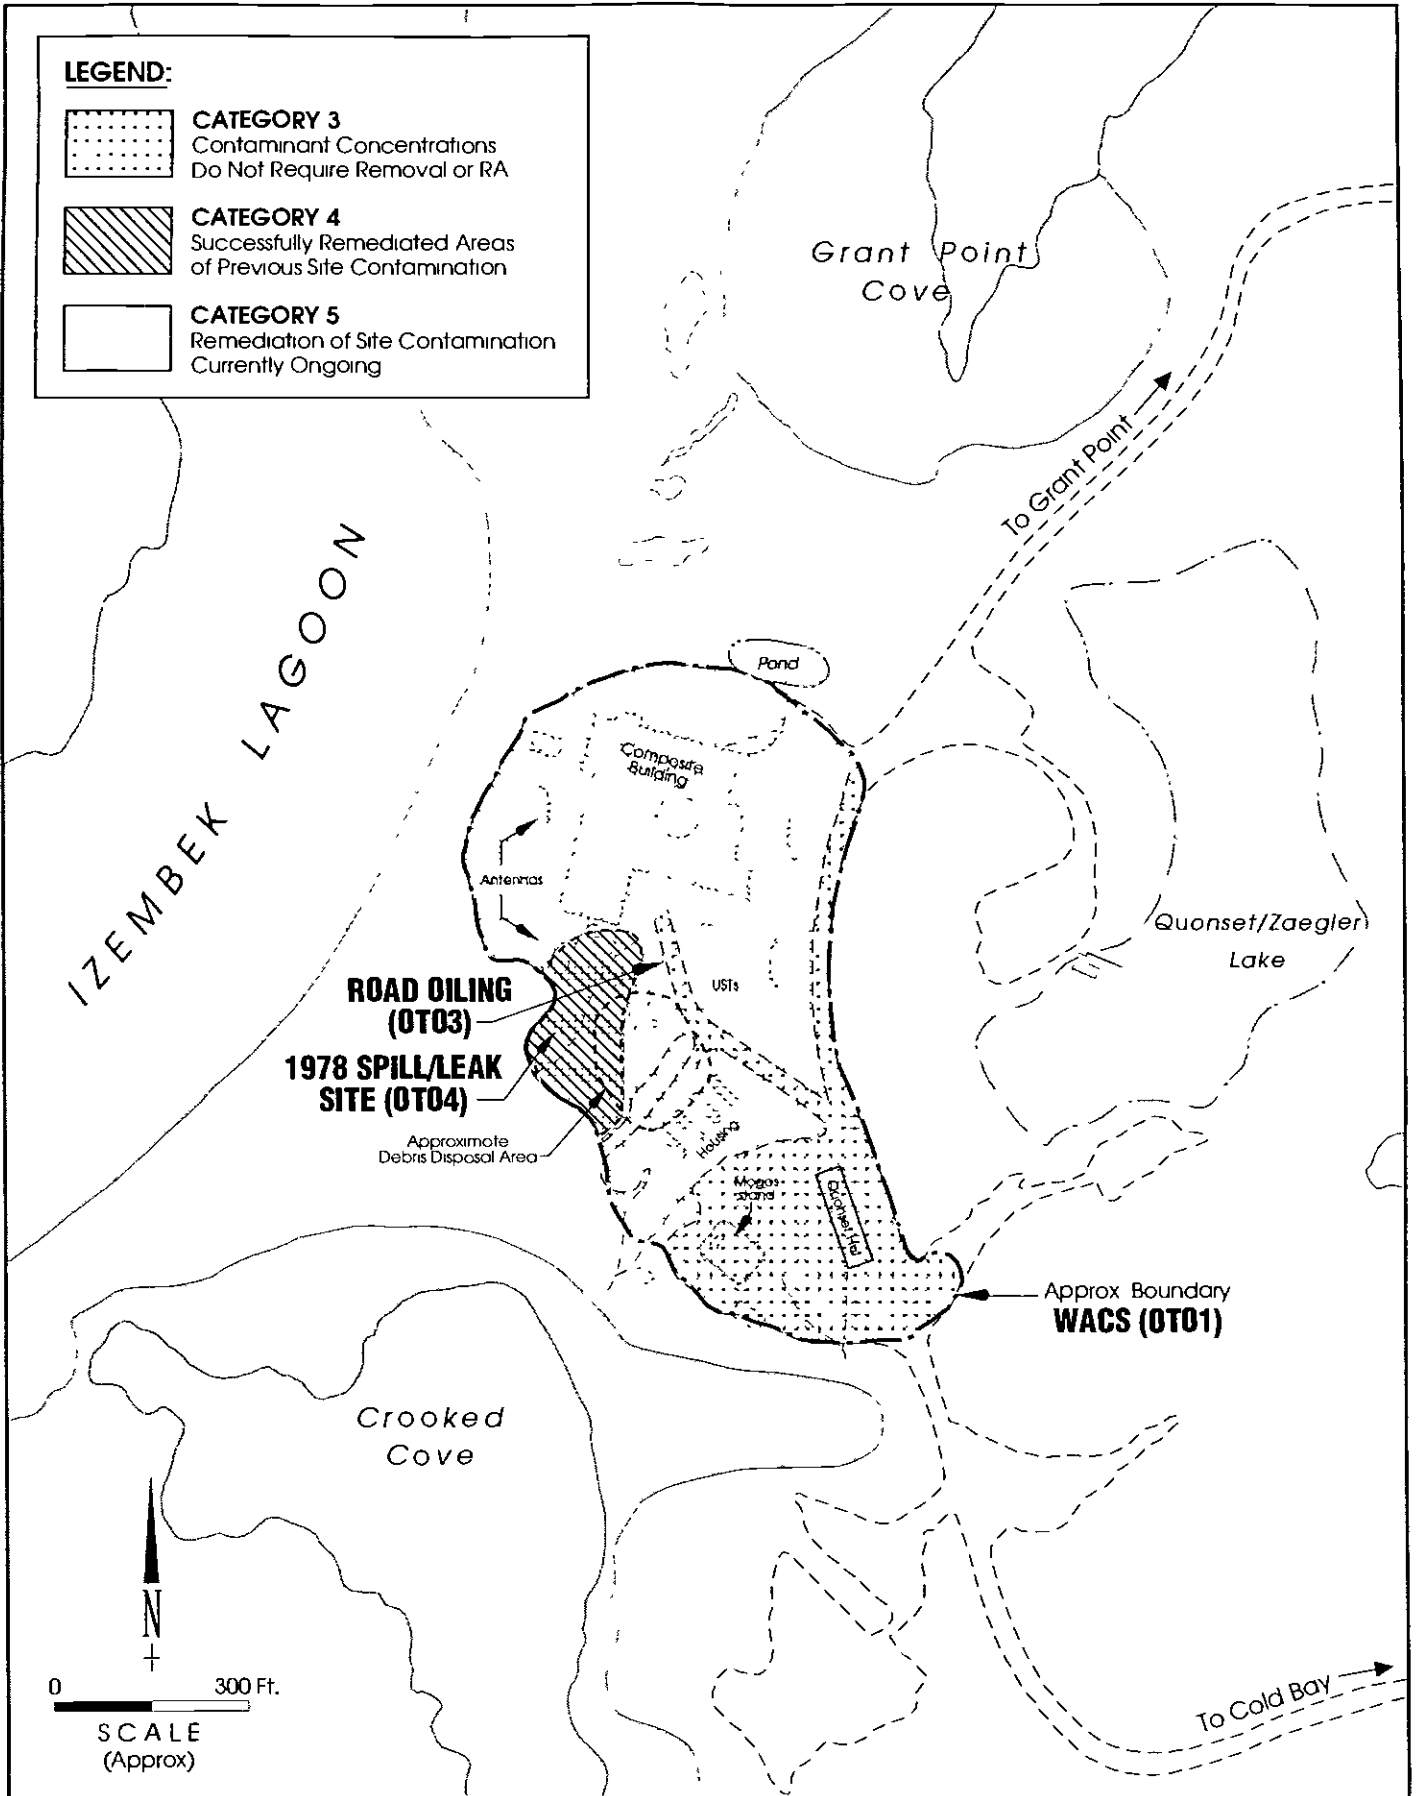 LEGEND:
CATEGORY 3
Contaminant Concentrations
Do Not Require Removal or RA
CATEGORY 4
Successfully Remediated Areas
of Previous Site Contamination
CATEGORY 5
Remediation of Site Contamination
Currently Ongoing
Grant Point
Cove
To Grant Point
IZEMBEK LAGOON
Pond
Composite
Building
Antennas
Quonset/Zaegler
Lake
ROAD OILING
(OT03)
USTs
1978 SPILL/LEAK
SITE (OT04)
Approximate
Debris Disposal Area
Housing
Mogas
stand
Quonset Hut
Approx Boundary
WACS (OT01)
Crooked
Cove
N
0 300 Ft.
SCALE
(Approx)
To Cold Bay